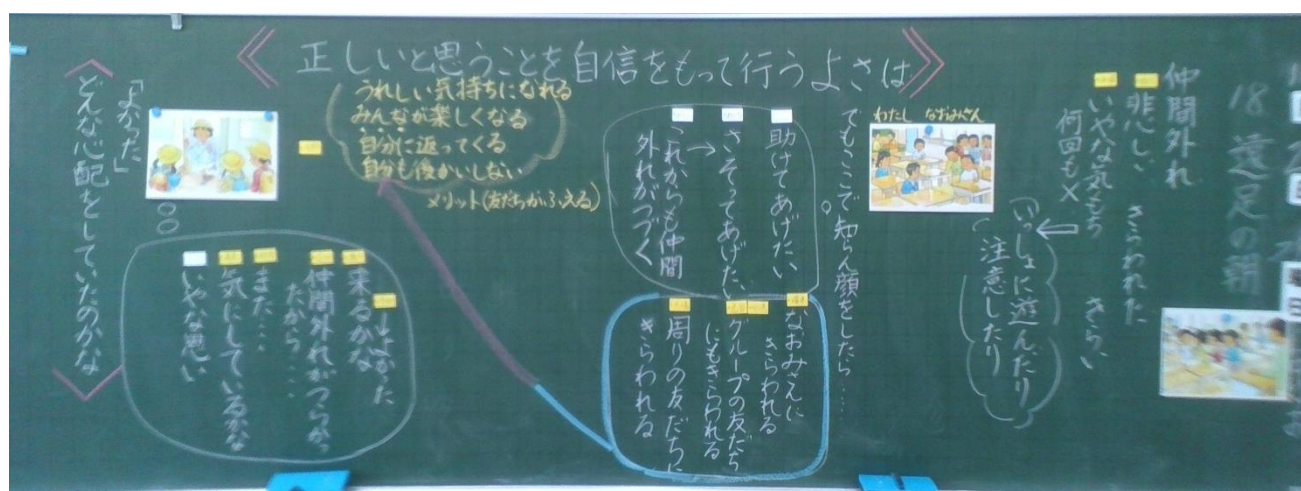 18 遠足の朝
仲間外れ
悲しい きらわれた
いやな気もち きらい
何回も×
いっしょに遊んだり
注意したり
正しいと思うことを自信をもって行うよさは
わたし なおみさん
でもここで知らん顔をしたら……
助けてあげたい
さそってあげたい
→
これからも仲間
外れがつづく
なおみさんに
きらわれる
グループの友だち
にもきらわれる
周りの友だちに
きらわれる
うれしい気持ちになれる
みんなが楽しくなる
自分に返ってくる
自分も後かいしない
メリット(友だちがふえる)
来るかな
仲間外れがつらかっ
たから……
また……
気にしているかな
いやな思い
「よかった」
どんな心配をしていたのかな